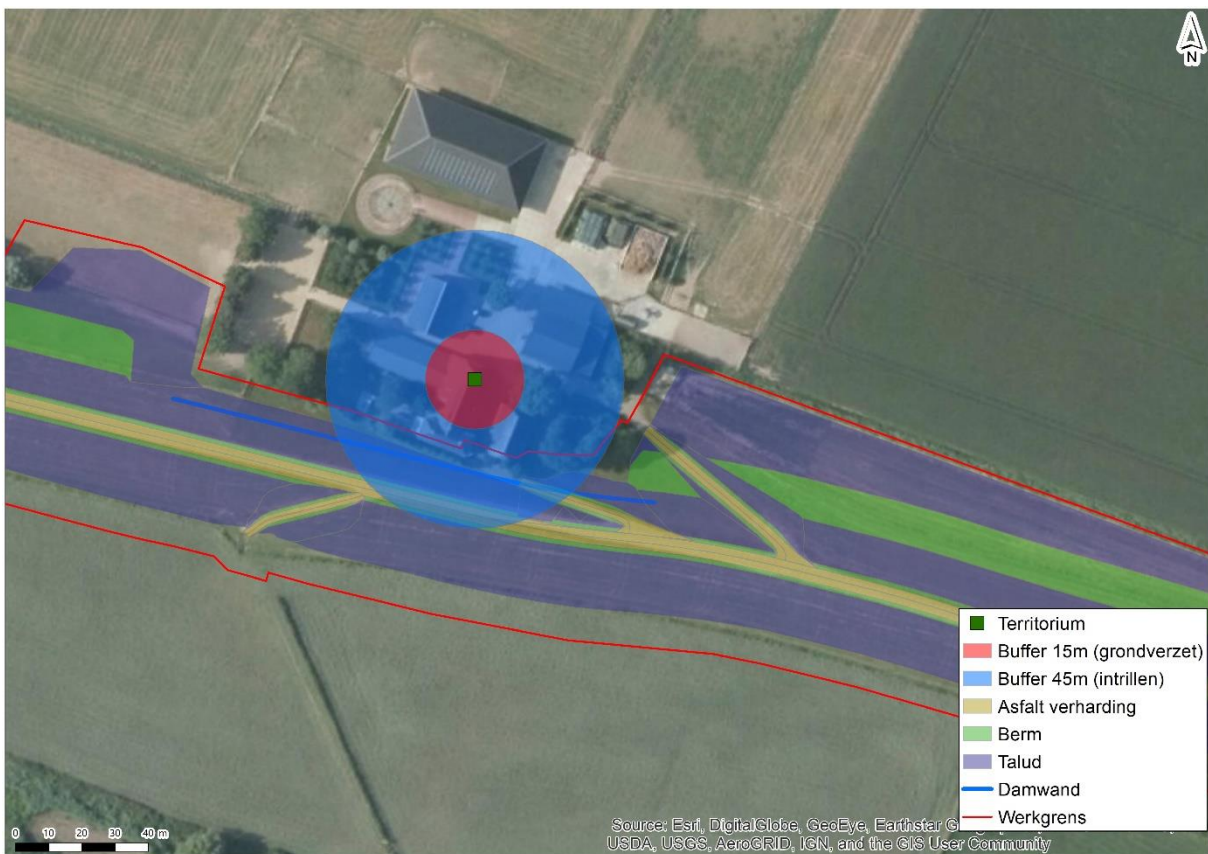 N
Territorium
Buffer 15m (grondverzet)
Buffer 45m (intrillen)
Asfalt verharding
Berm
Talud
Damwand
Werkgrens
0 10 20 30 40 m
Source: Esri, DigitalGlobe, GeoEye, Earthstar
USDA, USGS, AeroGRID, IGN, and the GIS User Community